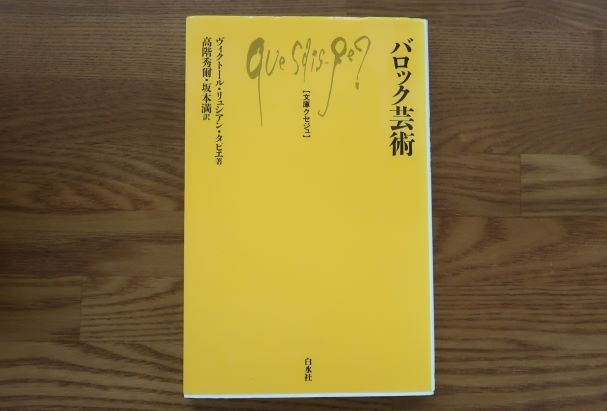 バロック芸術
Que sais-je?
［文庫クセジュ］
ヴィクトール・リュシアン・タピエ著
高階秀爾・坂本満訳
白水社